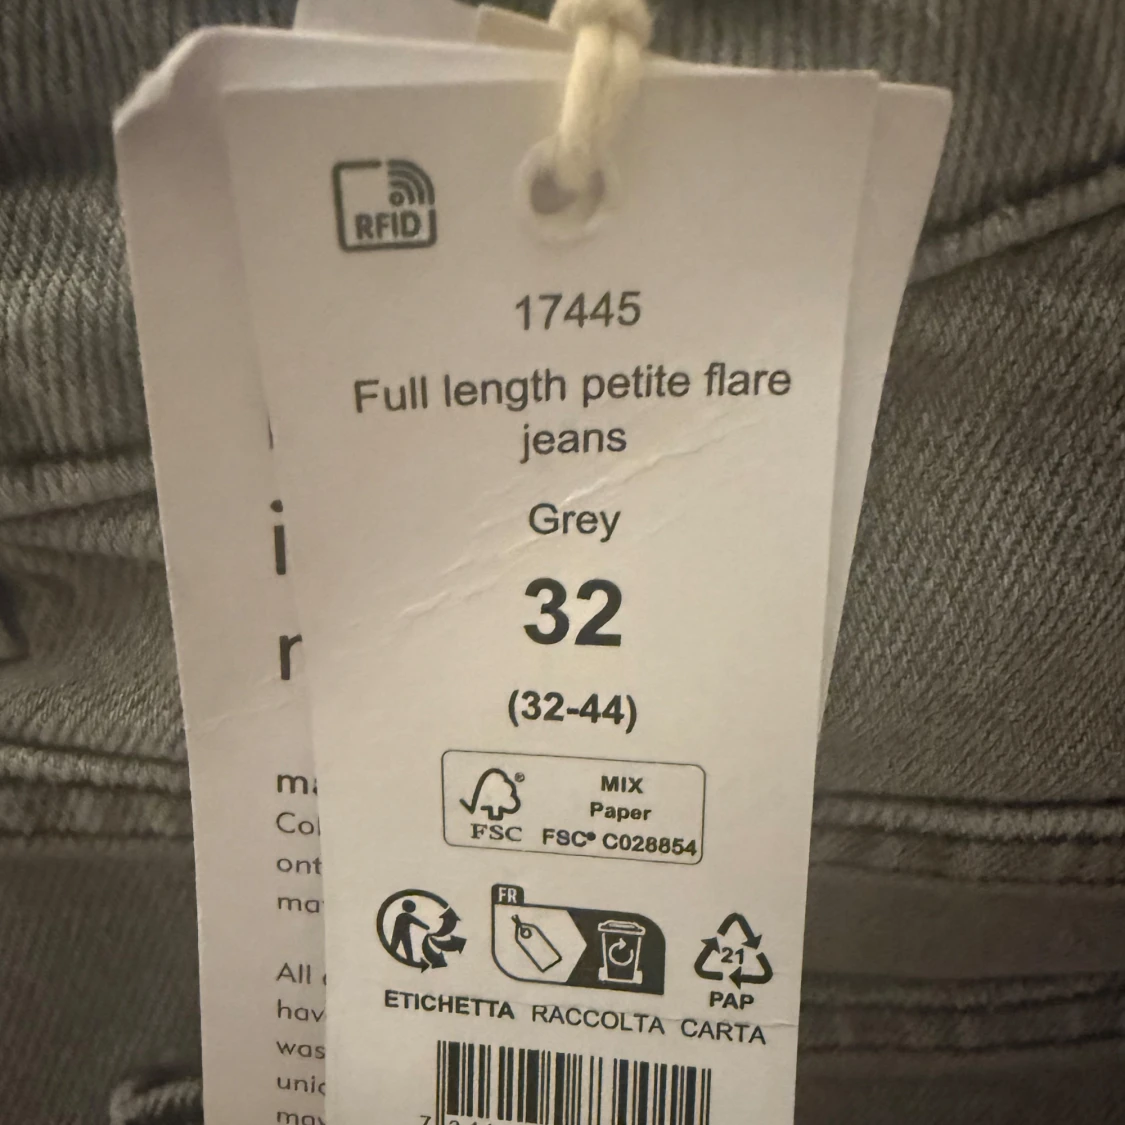 RFID
17445
Full length petite flare
jeans
Grey
32
(32-44)
FSC®
MIX
Paper
FSC® C028854
FR
21
PAP
ETICHETTA RACCOLTA CARTA
All